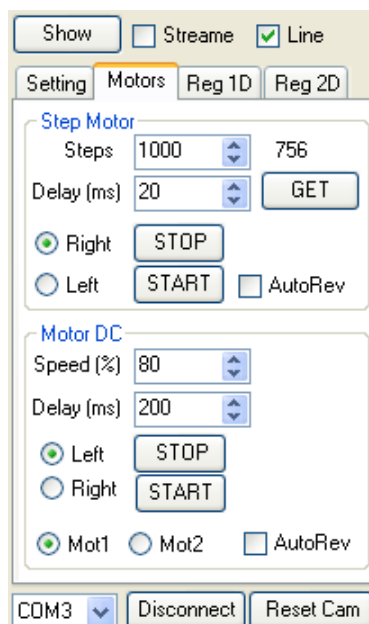 Show Streame Line
Setting Motors Reg 1D Reg 2D
Step Motor
Steps 1000 756
Delay (ms) 20 GET
Right STOP
Left START AutoRev
Motor DC
Speed (%) 80
Delay (ms) 200
Left STOP
Right START
Mot1 Mot2 AutoRev
COM3 Disconnect Reset Cam